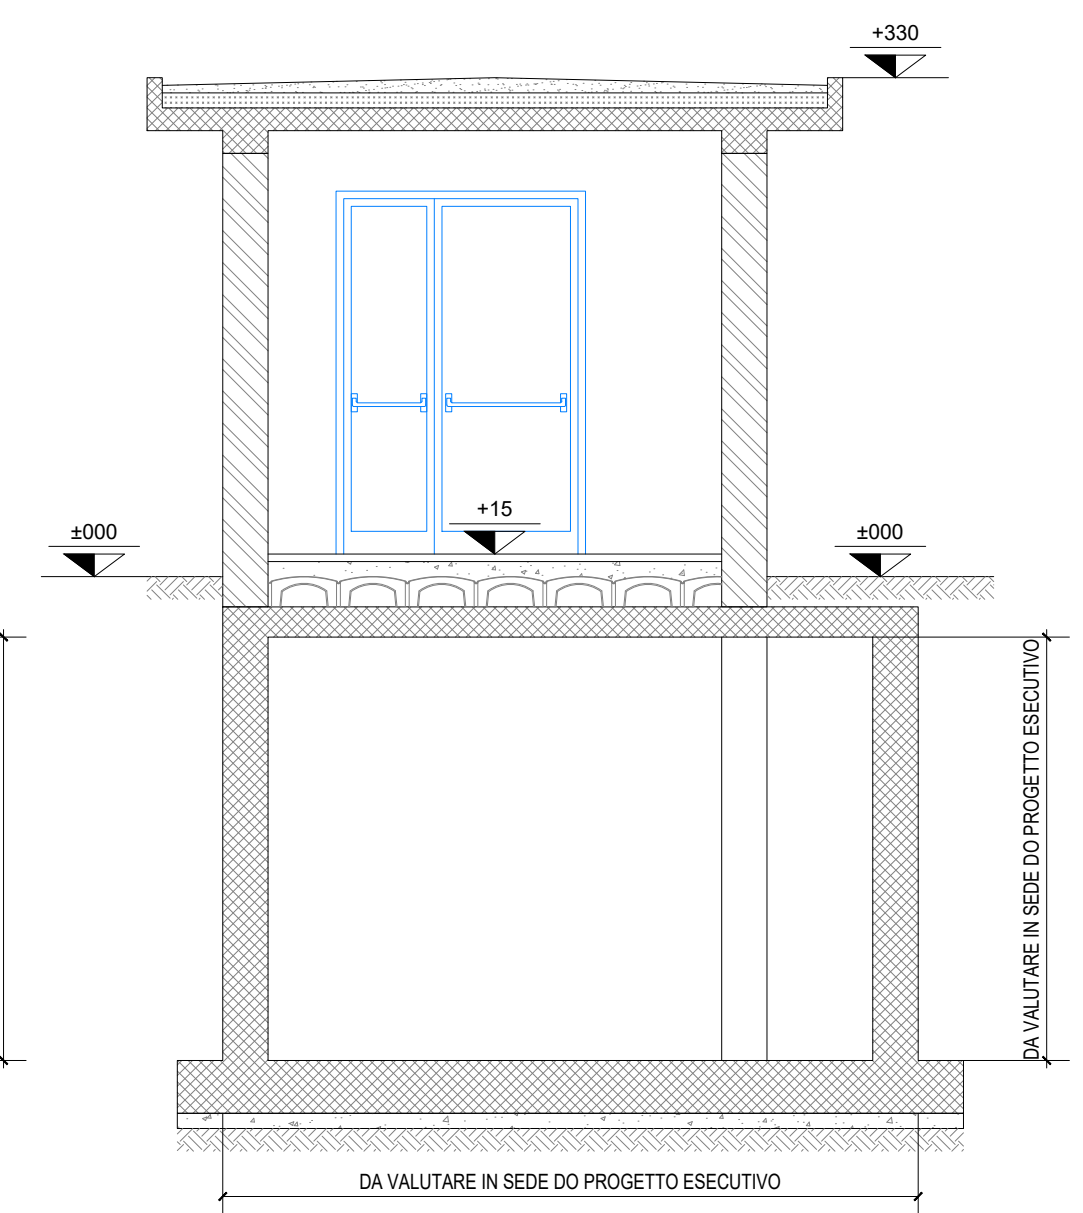 +330
+15
±000
±000
DA VALUTARE IN SEDE DO PROGETTO ESECUTIVO
DA VALUTARE IN SEDE DO PROGETTO ESECUTIVO